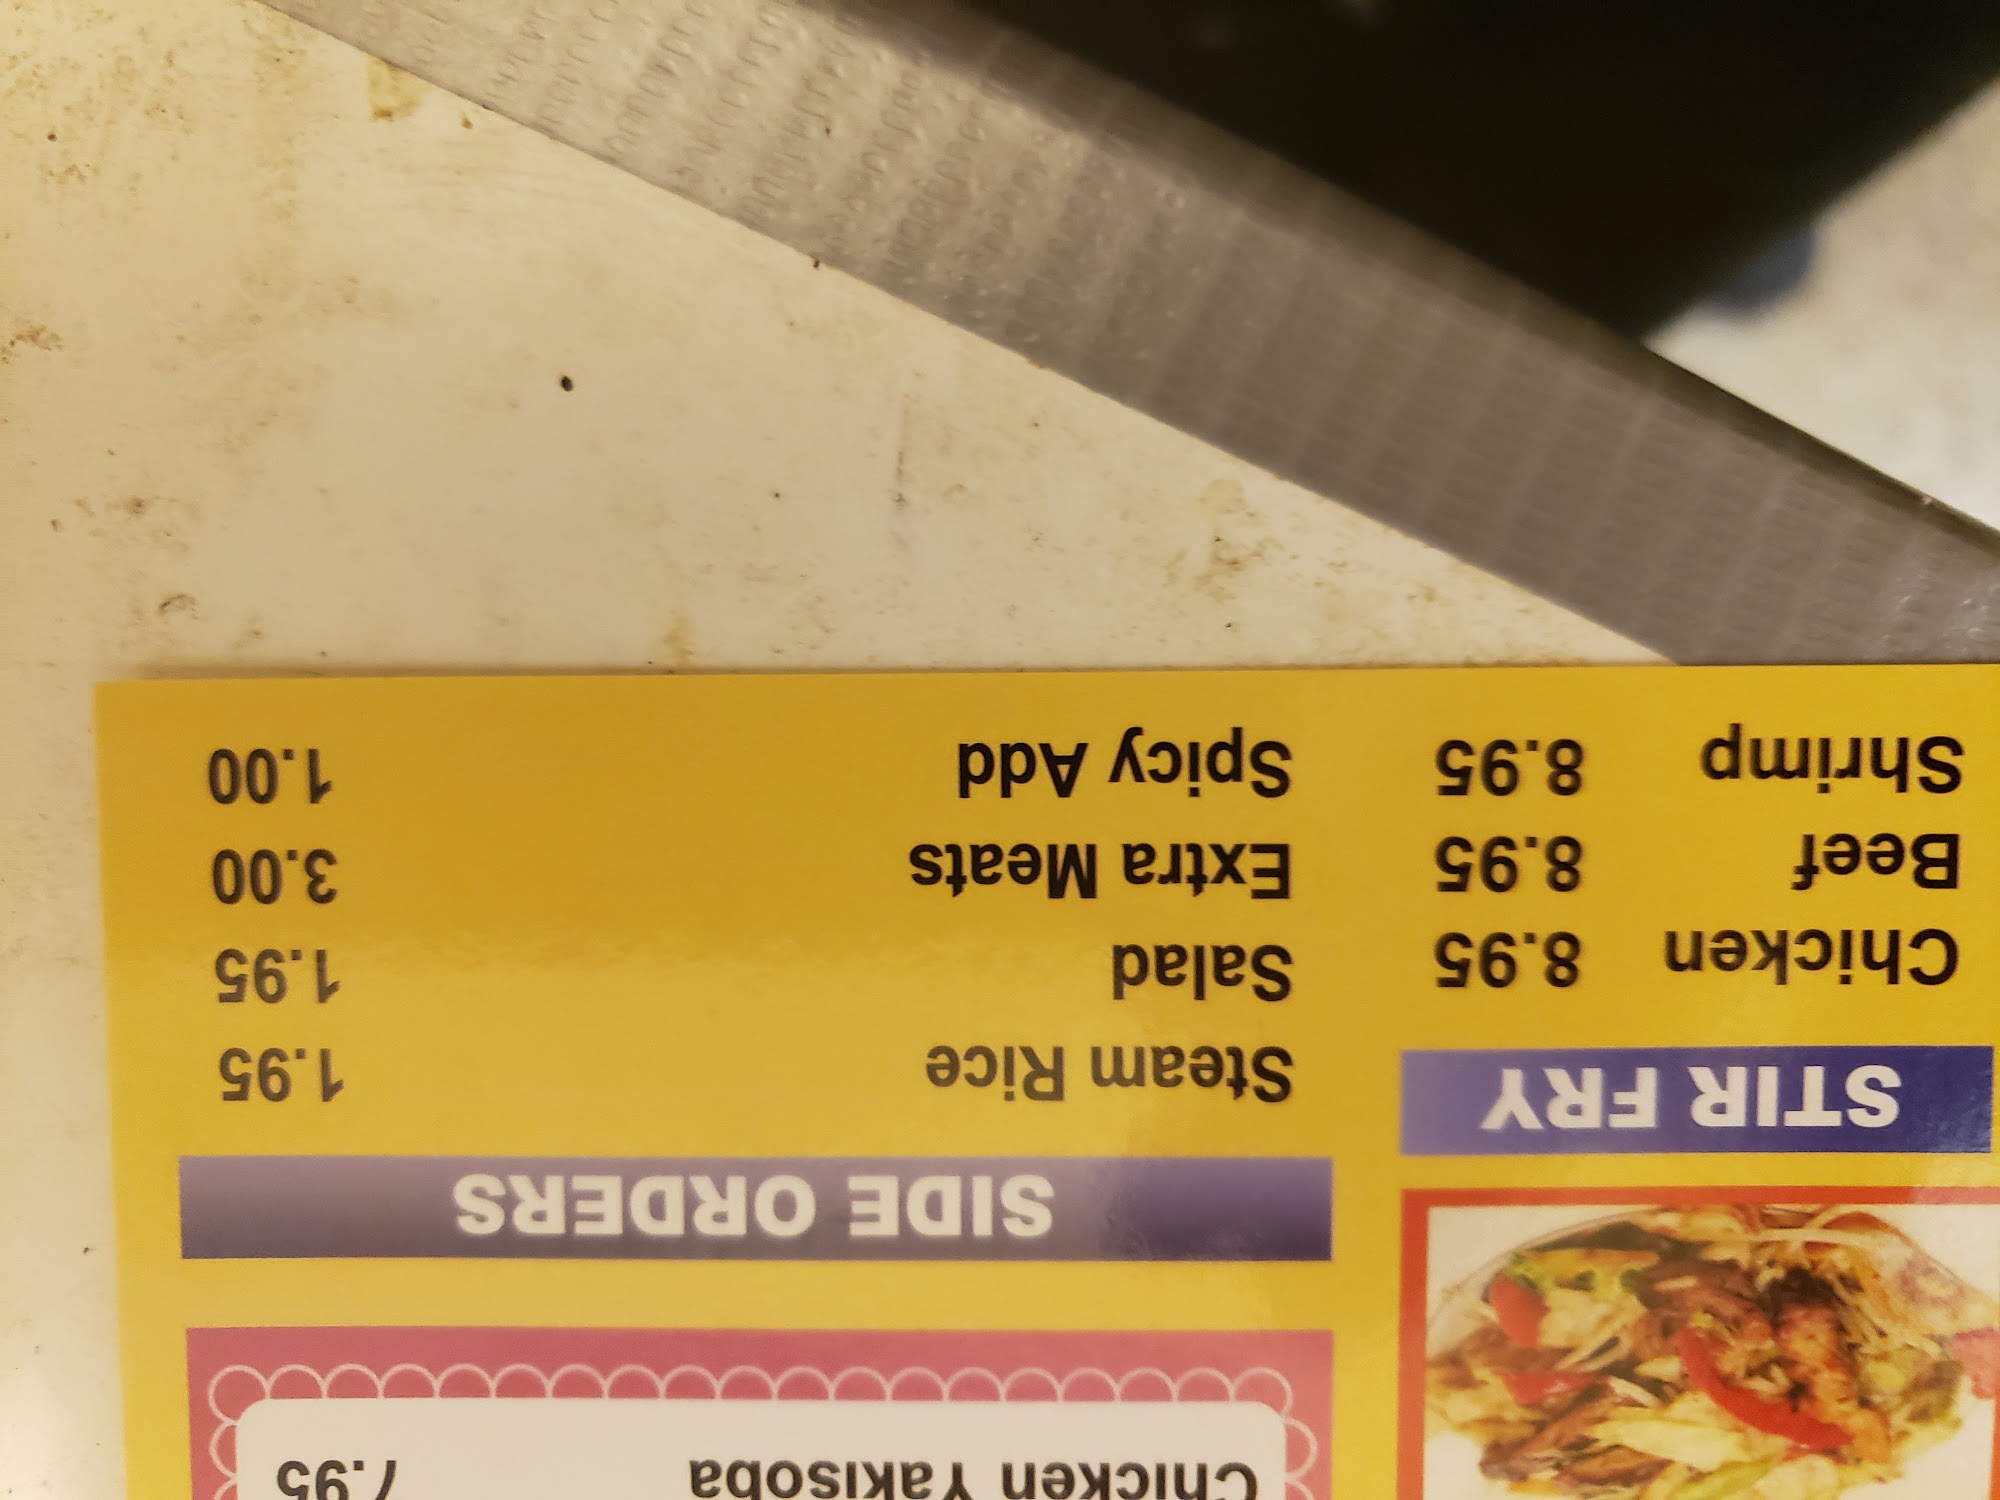 Chicken Yakisoba 7.95
SIDE ORDERS
Steam Rice 1.95
Salad 1.95
Extra Meats 3.00
Spicy Add 1.00
STIR FRY
Chicken 8.95
Beef 8.95
Shrimp 8.95